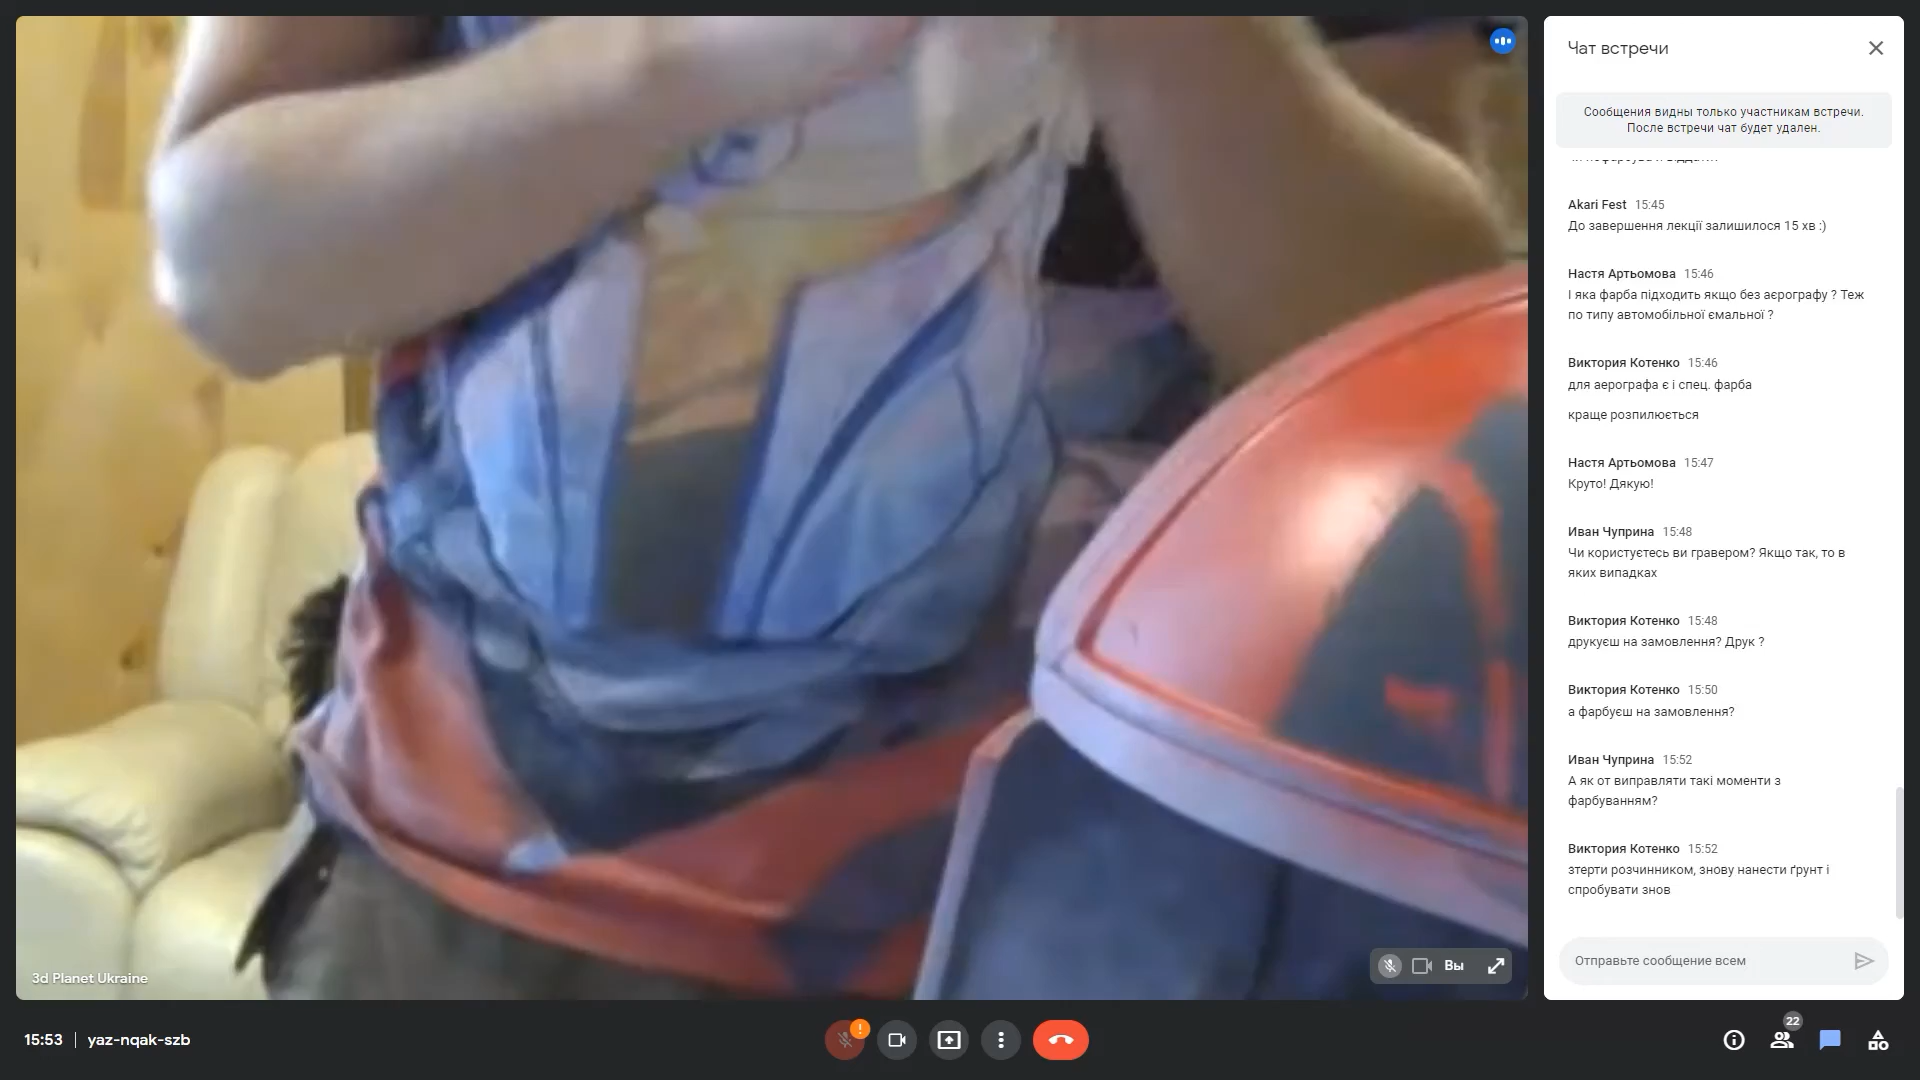 Чат встречи
Сообщения видны только участникам встречи.
После встречи чат будет удален.
Akari Fest 15:45
До завершення лекції залишилося 15 хв :)
Настя Артьомова 15:46
І яка фарба підходить якщо без аєрографу ? Теж
по типу автомобільної ємальної ?
Виктория Котенко 15:46
для аерографа є і спец. фарба
краще розпилюється
Настя Артьомова 15:47
Круто! Дякую!
Иван Чуприна 15:48
Чи користуєтесь ви гравером? Якщо так, то в
яких випадках
Виктория Котенко 15:48
друкуєш на замовлення? Друк ?
Виктория Котенко 15:50
а фарбуєш на замовлення?
Иван Чуприна 15:52
А як от виправляти такі моменти з
фарбуванням?
Виктория Котенко 15:52
зтерти розчинником, знову нанести ґрунт і
спробувати знов
Отправьте сообщение всем
3d Planet Ukraine
Вы
15:53 | yaz-nqak-szb
22